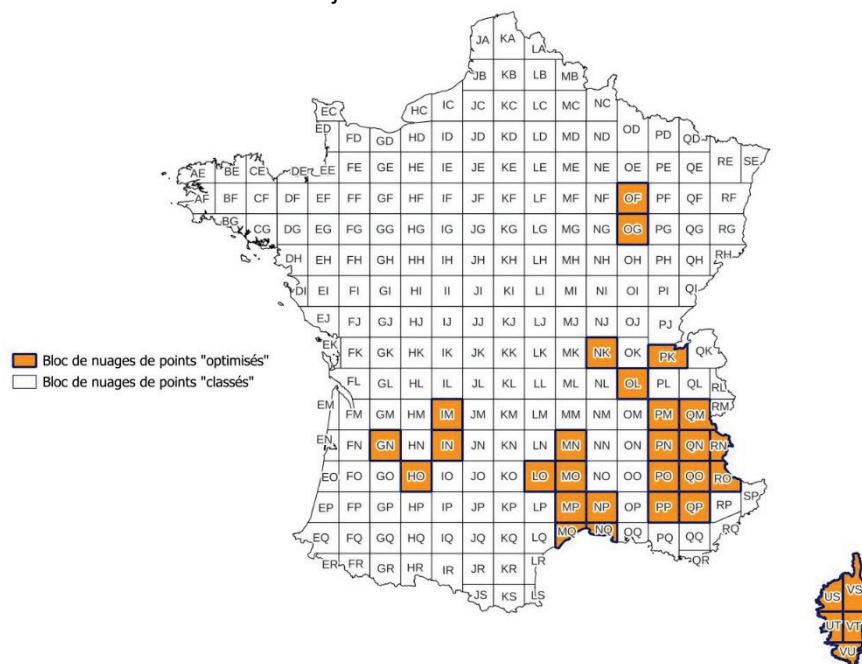 JA KA LA
JB KB LB MB
EC HC IC JC KC LC MC NC
ED FD GD HD ID JD KD LD MD ND OD PD QD
AE BE CE DE EE FE GE HE IE JE KE LE ME NE OE PE QE RE SE
AF BF CF DF EF FF GF HF IF JF KF LF MF NF OF PF QF RF
BG CG DG EG FG GG HG IG JG KG LG MG NG OG PG QG RG
DH EH FH GH HH IH JH KH LH MH NH OH PH QH RH
DI EI FI GI HI II JI KI LI MI NI OI PI QI
EJ FJ GJ HJ IJ JJ KJ LJ MJ NJ OJ PJ
EK FK GK HK IK JK KK LK MK NK OK PK QK
Bloc de nuages de points "optimisés"
Bloc de nuages de points "classés"
FL GL HL IL JL KL LL ML NL OL PL QL RL
EM FM GM HM IM JM KM LM MM NM OM PM QM RM
EN FN GN HN IN JN KN LN MN NN ON PN QN RN
EO FO GO HO IO JO KO LO MO NO OO PO QO RO SP
EP FP GP HP IP JP KP LP MP NP OP PP QP RP
EQ FQ GQ HQ IQ JQ KQ LQ MQ NQ OQ PQ QQ RQ
ER FR GR HR IR JR KR LR QR
JS KS LS
US VS
UT VT
VU